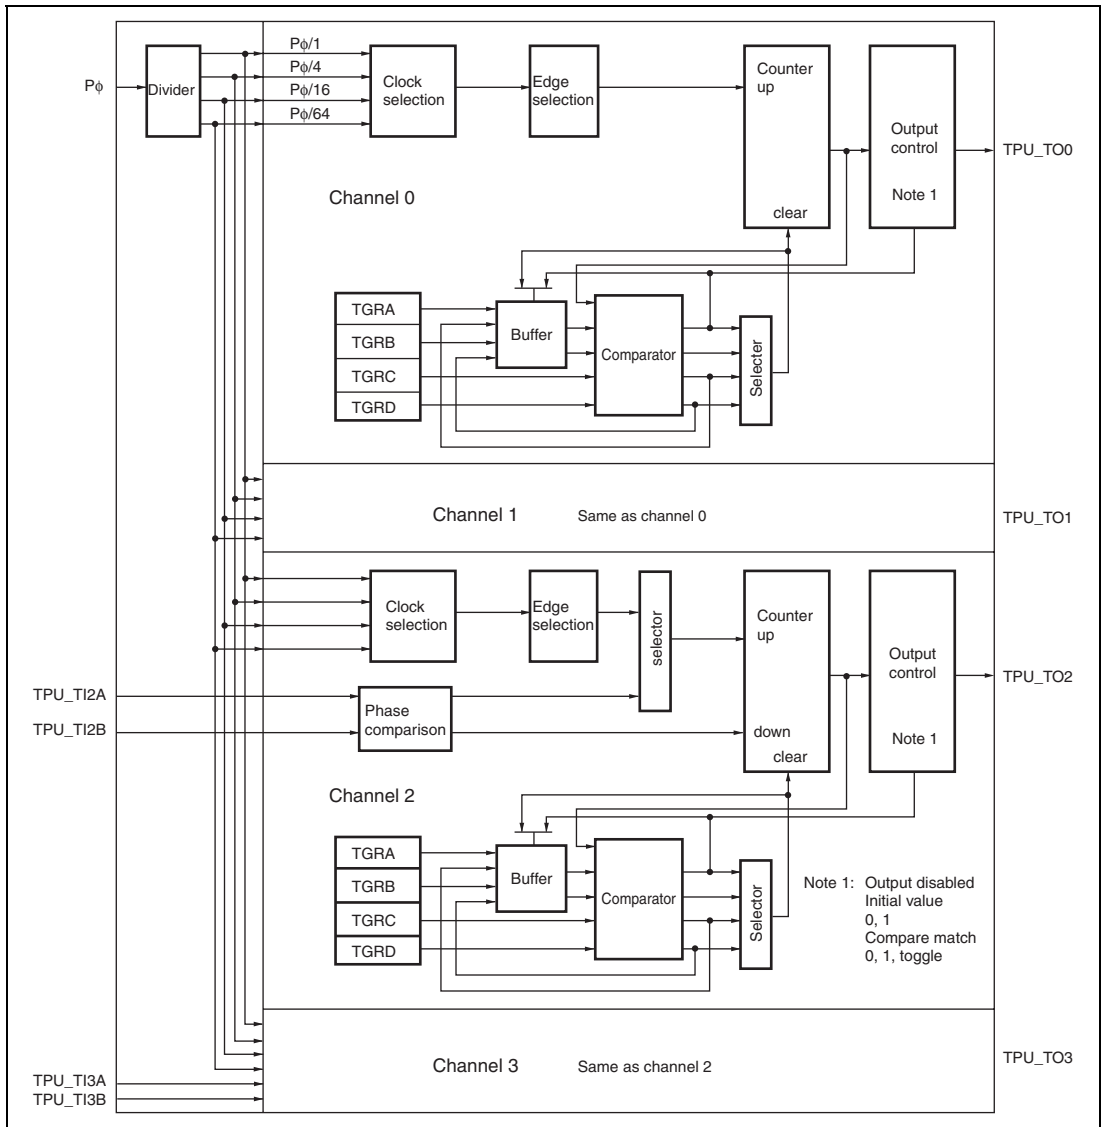 Pϕ
Divider
Pϕ/1
Pϕ/4
Pϕ/16
Pϕ/64
Clock
selection
Edge
selection
Counter
up
clear
Output
control
Note 1
TPU_TO0
Channel 0
TGRA
TGRB
TGRC
TGRD
Buffer
Comparator
Selecter
Channel 1
Same as channel 0
TPU_TO1
Clock
selection
Edge
selection
selector
Counter
up
down
clear
Output
control
Note 1
TPU_TO2
TPU_TI2A
TPU_TI2B
Phase
comparison
Channel 2
TGRA
TGRB
TGRC
TGRD
Buffer
Comparator
Selector
Note 1: Output disabled
Initial value
0, 1
Compare match
0, 1, toggle
Channel 3
Same as channel 2
TPU_TO3
TPU_TI3A
TPU_TI3B